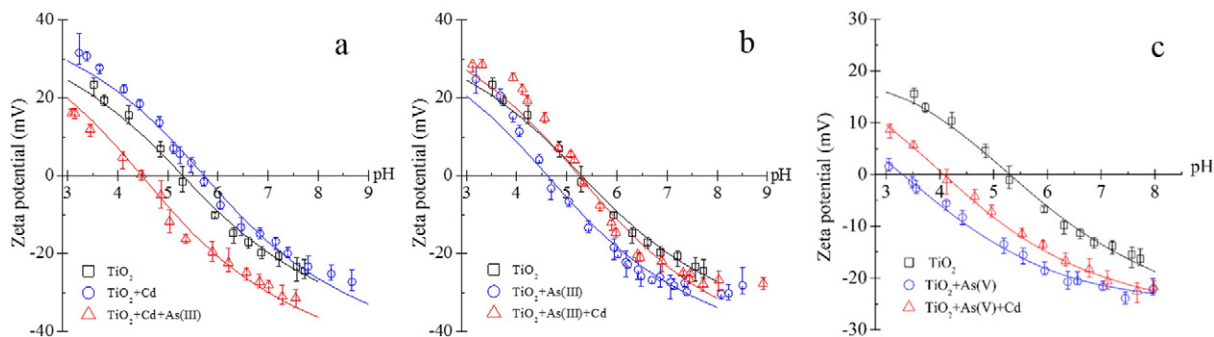 a
Zeta potential (mV)
40
20
0
-20
-40
3 4 5 6 7 8 9
pH
TiO₂
TiO₂+Cd
TiO₂+Cd+As(III)
b
Zeta potential (mV)
40
20
0
-20
-40
3 4 5 6 7 8 9
pH
TiO₂
TiO₂+As(III)
TiO₂+As(III)+Cd
c
Zeta potential (mV)
30
20
10
0
-10
-20
-30
3 4 5 6 7 8
pH
TiO₂
TiO₂+As(V)
TiO₂+As(V)+Cd